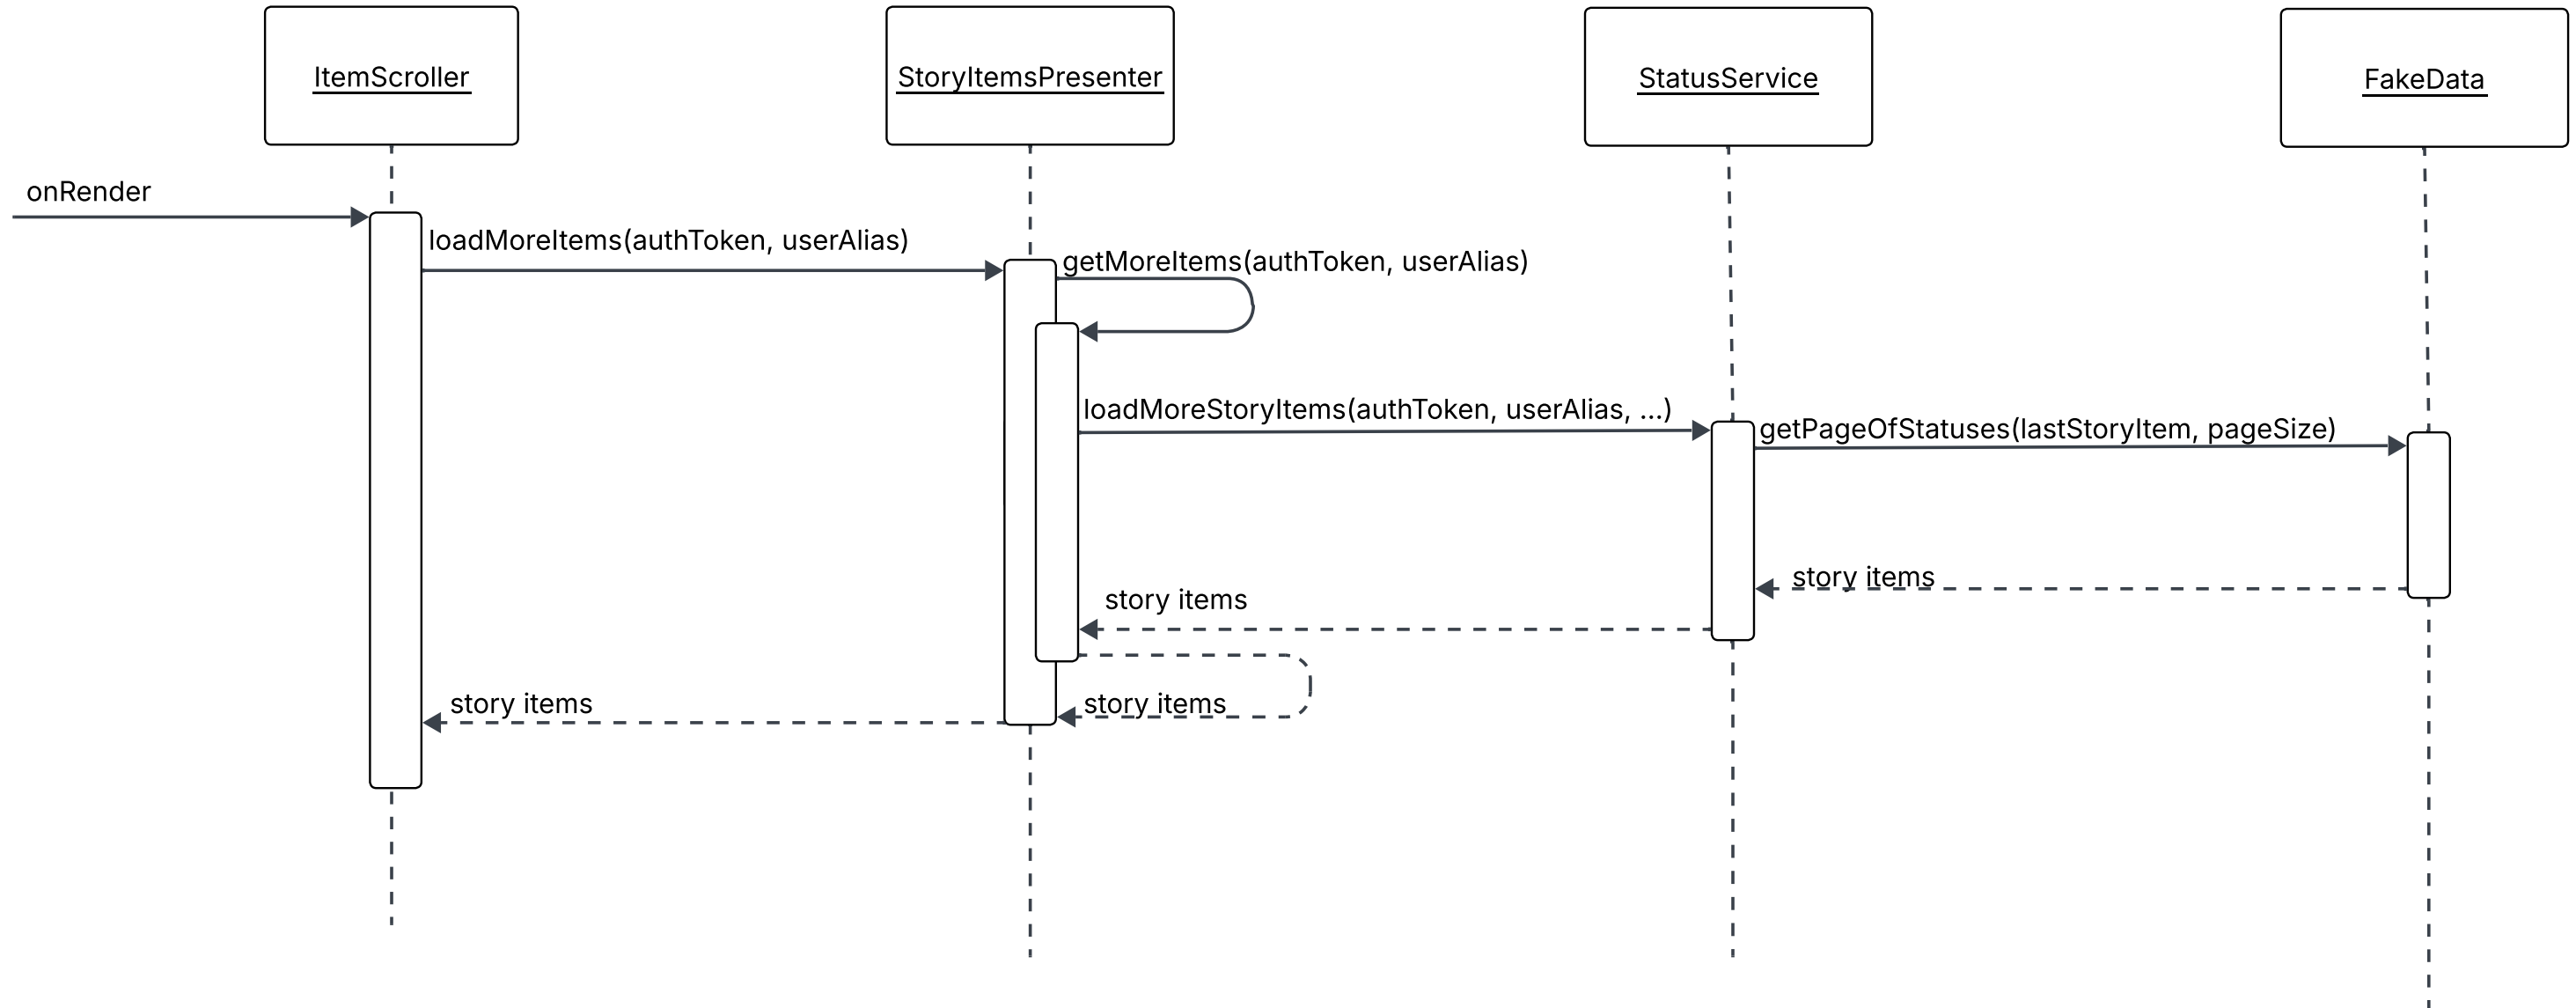 ItemScroller
StoryItemsPresenter
StatusService
FakeData
onRender
loadMoreItems(authToken, userAlias)
getMoreItems(authToken, userAlias)
loadMoreStoryItems(authToken, userAlias, ...)
getPageOfStatuses(lastStoryItem, pageSize)
story items
story items
story items
story items